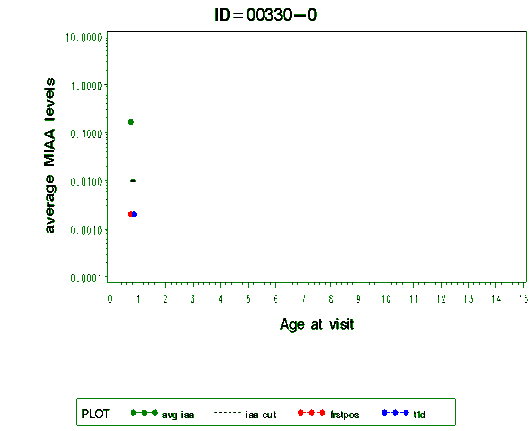 ID=00330-0
average MIAA levels
10.0000
1.0000
0.1000
0.0100
0.0010
0.0001
0 1 2 3 4 5 6 7 8 9 10 11 12 13 14 15
Age at visit
PLOT avg iaa iaa cut frstpos t1d